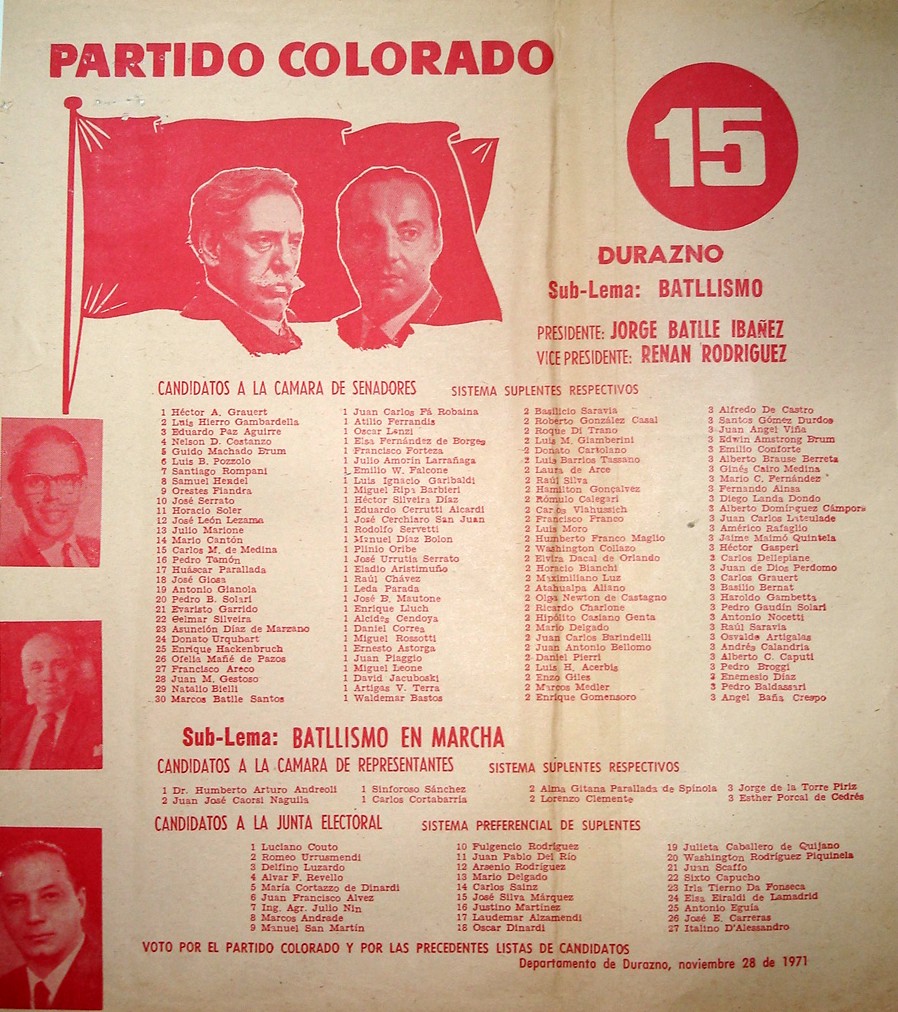 PARTIDO COLORADO
15
DURAZNO
Sub-Lema: BATLLISMO
PRESIDENTE: JORGE BATLLE IBAÑEZ
VICE PRESIDENTE: RENAN RODRIGUEZ
CANDIDATOS A LA CAMARA DE SENADORES SISTEMA SUPLENTES RESPECTIVOS
1 Héctor A. Grauert 1 Juan Carlos Fá Robaina 2 Basilicio Saravia 3 Alfredo De Castro
2 Luis Hierro Gambardella 1 Atilio Ferrandis 2 Roberto González Casal 3 Santos Gómez Durdos
3 Eduardo Paz Aguirre 1 Oscar Lenzi 2 Roque Di Trano 3 Juan Angel Viña
4 Nelson D. Costanzo 1 Elsa Fernández de Borges 2 Luis M. Giamberini 3 Edwin Amstrong Brum
5 Guido Machado Brum 1 Francisco Forteza 2 Donato Cartolano 3 Emilio Conforte
6 Luis B. Pozzolo 1 Julio Amorín Larrañaga 2 Luis Barrios Tassano 3 Alberto Brause Berreta
7 Santiago Rompani 1 Emilio W. Falcone 2 Laura de Arce 3 Ginés Cairo Medina
8 Samuel Hendel 1 Luis Ignacio Garibaldi 2 Raúl Silva 3 Mario C. Fernández
9 Orestes Fiandra 1 Miguel Ripa Barbieri 2 Hamilton Gonçalvez 3 Fernando Ainsa
10 José Serrato 1 Héctor Silveira Díaz 2 Rómulo Calegari 3 Diego Landa Dondo
11 Horacio Soler 1 Eduardo Cerrutti Aicardi 2 Carlos Viahussich 3 Alberto Domínguez Cámpora
12 José León Lezama 1 José Cerchiaro San Juan 2 Francisco Franco 3 Juan Carlos Lateulade
13 Julio Marione 1 Rodolfo Servetti 2 Luis Moro 3 Américo Rafaglio
14 Mario Cantón 1 Manuel Díaz Bolon 2 Humberto Franco Maglio 3 Jaime Maimó Quintela
15 Carlos M. de Medina 1 Plinio Oribe 2 Washington Collazo 3 Héctor Gasperi
16 Pedro Tamón 1 José Urrutia Serrato 2 Elvira Dacal de Orlando 3 Carlos Dellepiane
17 Huáscar Parallada 1 Eladio Aristimuño 2 Horacio Bianchi 3 Juan de Dios Perdomo
18 José Giosa 1 Raúl Chávez 2 Maximiliano Luz 3 Carlos Grauert
19 Antonio Gianola 1 Leda Parada 2 Atahualpa Aliano 3 Basilio Bernat
20 Pedro B. Solari 1 José B. Mautone 2 Olga Newton de Castagno 3 Haroldo Gambetta
21 Evaristo Garrido 1 Enrique Lluch 2 Ricardo Charlone 3 Pedro Gaudin Solari
22 Selmar Silveira 1 Alcides Cendoya 2 Hipólito Casiano Genta 3 Antonio Nocetti
23 Asunción Díaz de Marzano 1 Daniel Correa 2 Mario Delgado 3 Raúl Saravia
24 Donato Urquhart 1 Miguel Rossotti 2 Juan Carlos Barindelli 3 Osvaldo Artigalas
25 Enrique Hackenbruch 1 Ernesto Astorga 2 Juan Antonio Bellomo 3 Andrés Calandria
26 Ofelia Mañé de Pazos 1 Juan Piaggio 2 Daniel Pierri 3 Alberto C. Caputi
27 Francisco Areco 1 Miguel Leone 2 Luis H. Acerbis 3 Pedro Broggi
28 Juan M. Gestoso 1 David Jacuboski 2 Enzo Giles 3 Enemesio Díaz
29 Natalio Bielli 1 Artigas V. Terra 2 Marcos Medler 3 Pedro Baldassari
30 Marcos Batlle Santos 1 Waldemar Bastos 2 Enrique Gomensoro 3 Angel Baña Crespo
Sub-Lema: BATLLISMO EN MARCHA
CANDIDATOS A LA CAMARA DE REPRESENTANTES SISTEMA SUPLENTES RESPECTIVOS
1 Dr. Humberto Arturo Andreoli 1 Sinforoso Sánchez 2 Alma Gitana Parallada de Spinola 3 Jorge de la Torre Piriz
2 Juan José Caorsi Naguila 1 Carlos Cortabarria 2 Lorenzo Clemente 3 Esther Porcal de Cedrés
CANDIDATOS A LA JUNTA ELECTORAL SISTEMA PREFERENCIAL DE SUPLENTES
1 Luciano Couto 10 Fulgencio Rodríguez 19 Julieta Caballero de Quijano
2 Romeo Urrusmendi 11 Juan Pablo Del Río 20 Washington Rodríguez Piquinela
3 Delfino Luzardo 12 Arsenio Rodríguez 21 Juan Scaffo
4 Alvar F. Revello 13 Mario Delgado 22 Sixto Capucho
5 María Cortazzo de Dinardi 14 Carlos Sainz 23 Iris Tierno Da Fonseca
6 Juan Francisco Alvez 15 José Silva Márquez 24 Elsa Eiraldi de Lamadrid
7 Ing. Agr. Julio Nin 16 Justino Martínez 25 Antonio Eguía
8 Marcos Andrade 17 Laudemar Alzamendi 26 José E. Carreras
9 Manuel San Martín 18 Oscar Dinardi 27 Italino D'Alessandro
VOTO POR EL PARTIDO COLORADO Y POR LAS PRECEDENTES LISTAS DE CANDIDATOS
Departamento de Durazno, noviembre 28 de 1971